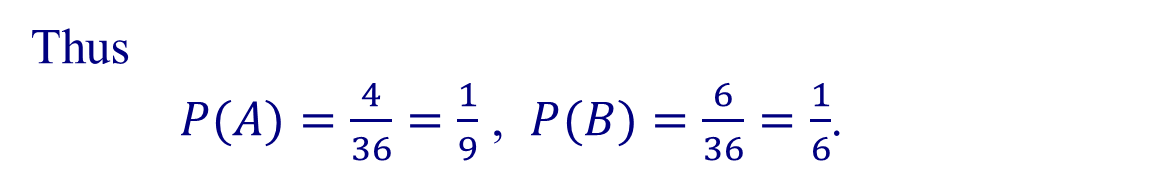 Thus
P(A) = 4/36 = 1/9 , P(B) = 6/36 = 1/6.